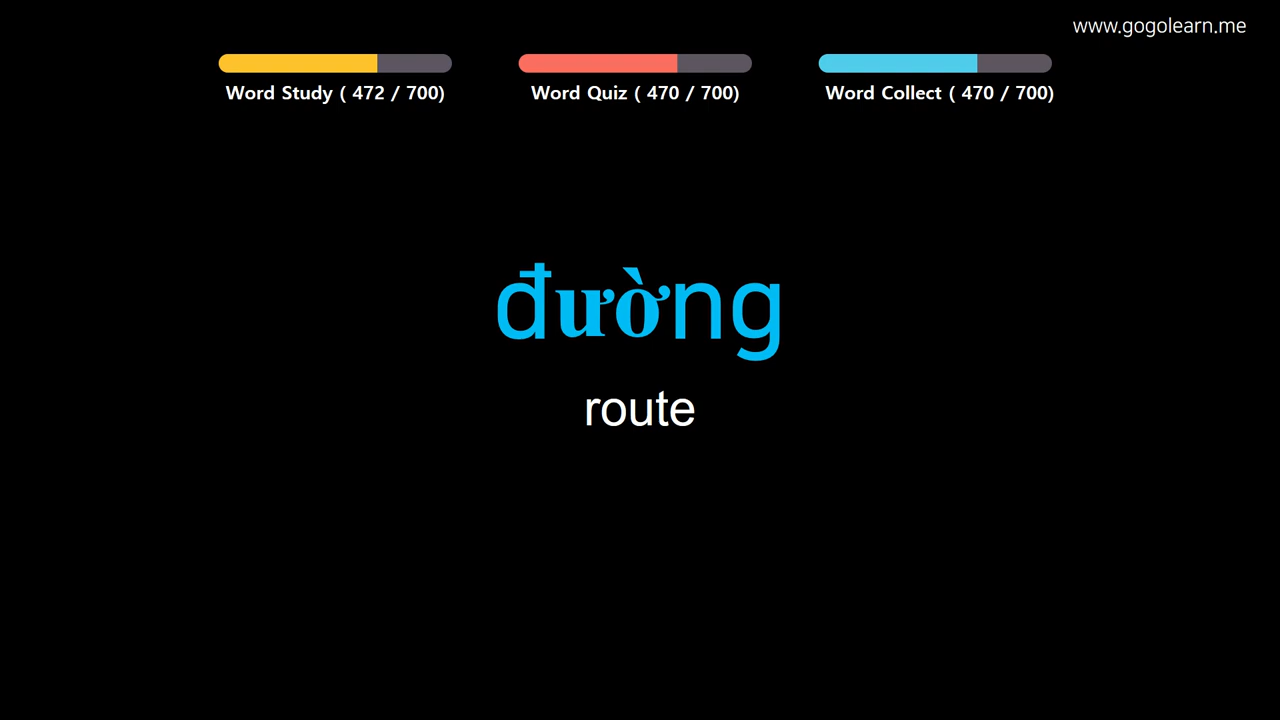 www.gogolearn.me
Word Study ( 472 / 700)
Word Quiz ( 470 / 700)
Word Collect ( 470 / 700)
đường
route